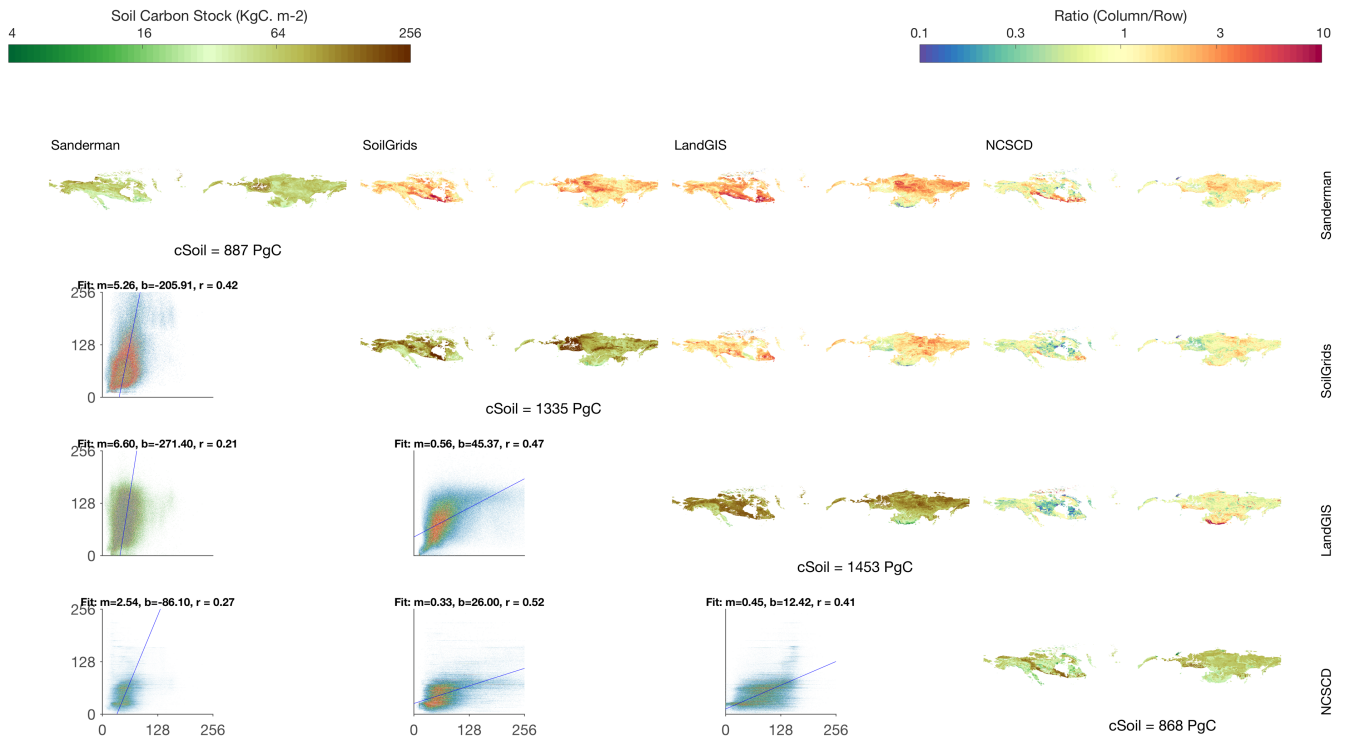 Soil Carbon Stock (KgC. m-2)
4 16 64 256
Ratio (Column/Row)
0.1 0.3 1 3 10
Sanderman SoilGrids LandGIS NCSCD
Sanderman
cSoil = 887 PgC
Fit: m=5.26, b=-205.91, r = 0.42
256
128
0
SoilGrids
cSoil = 1335 PgC
Fit: m=6.60, b=-271.40, r = 0.21
256
128
0
Fit: m=0.56, b=45.37, r = 0.47
LandGIS
cSoil = 1453 PgC
Fit: m=2.54, b=-86.10, r = 0.27
256
128
0
0 128 256
Fit: m=0.33, b=26.00, r = 0.52
0 128 256
Fit: m=0.45, b=12.42, r = 0.41
0 128 256
NCSCD
cSoil = 868 PgC